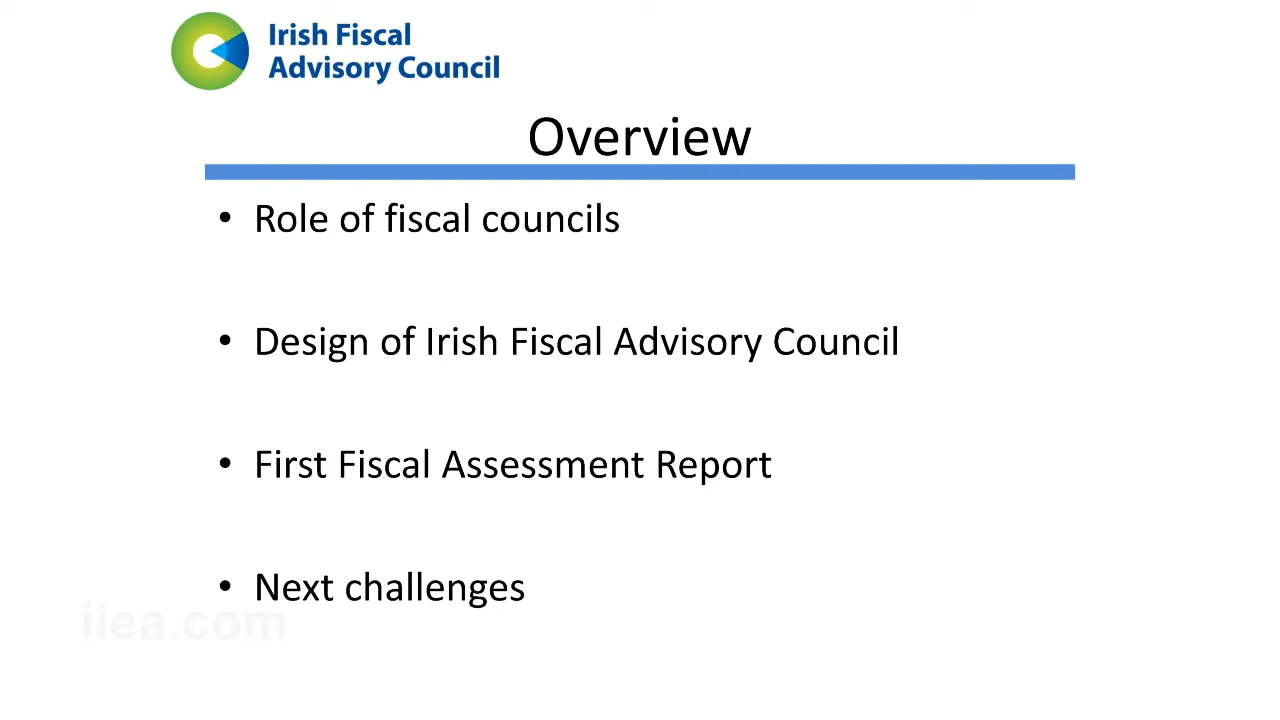 Irish Fiscal
Advisory Council
Overview
• Role of fiscal councils
• Design of Irish Fiscal Advisory Council
• First Fiscal Assessment Report
• Next challenges
iiea.com